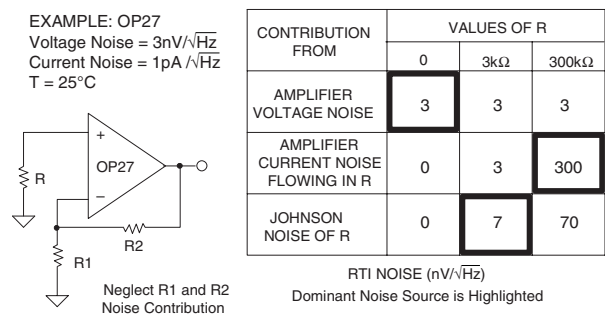 EXAMPLE: OP27
Voltage Noise = 3nV/√Hz
Current Noise = 1pA /√Hz
T = 25°C
+
OP27
–
R
R2
R1
Neglect R1 and R2
Noise Contribution
CONTRIBUTION
FROM
VALUES OF R
0 3kΩ 300kΩ
AMPLIFIER
VOLTAGE NOISE
3 3 3
AMPLIFIER
CURRENT NOISE
FLOWING IN R
0 3 300
JOHNSON
NOISE OF R
0 7 70
RTI NOISE (nV/√Hz)
Dominant Noise Source is Highlighted